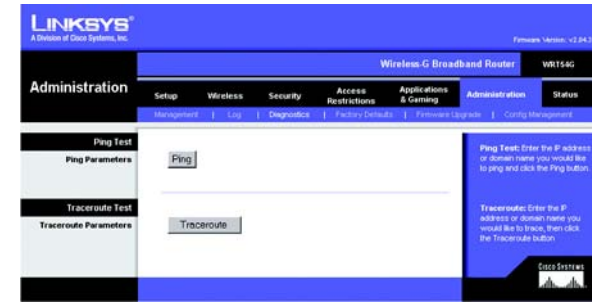 LINKSYS®
A Division of Cisco Systems, Inc.
Firmware Version: v2.04.3
Wireless-G Broadband Router WRT54G
Administration
Setup Wireless Security Access Restrictions Applications & Gaming Administration Status
Management | Log | Diagnostics | Factory Defaults | Firmware Upgrade | Config Management
Ping Test
Ping Parameters
Ping
Ping Test: Enter the IP address
or domain name you would like
to ping and click the Ping button.
Traceroute Test
Traceroute Parameters
Traceroute
Traceroute: Enter the IP
address or domain name you
would like to trace, then click
the Traceroute button
CISCO SYSTEMS